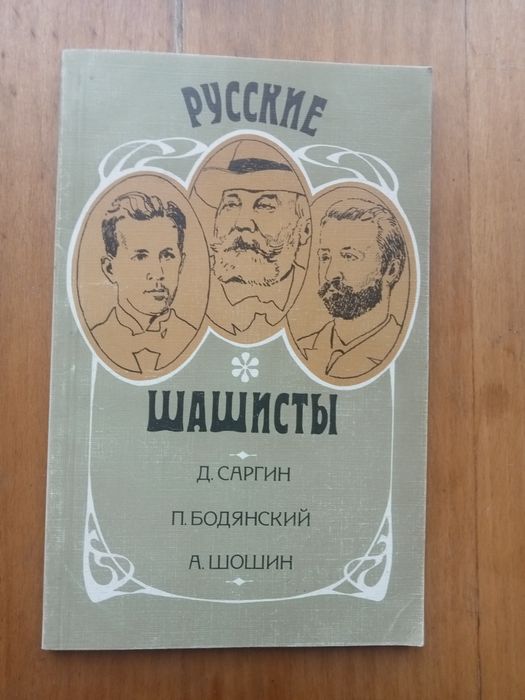 РУССКИЕ
ШАШИСТЫ
Д. САРГИН
П. БОДЯНСКИЙ
А. ШОШИН